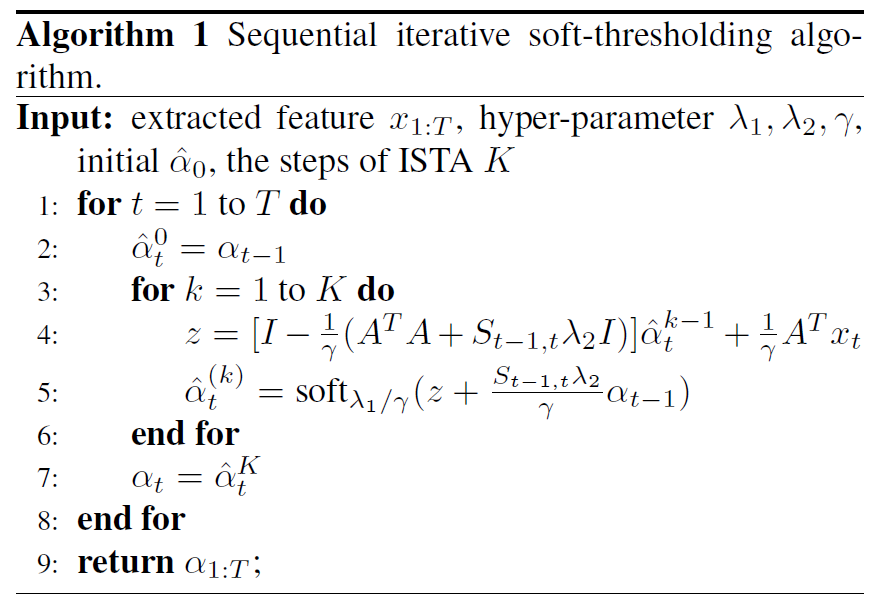 Algorithm 1 Sequential iterative soft-thresholding algo-
rithm.
Input: extracted feature $x_{1:T}$, hyper-parameter $\lambda_1, \lambda_2, \gamma$,
initial $\hat{\alpha}_0$, the steps of ISTA $K$
1: for $t = 1$ to $T$ do
2: $\hat{\alpha}_t^0 = \alpha_{t-1}$
3: for $k = 1$ to $K$ do
4: $z = [I - \frac{1}{\gamma}(A^T A + S_{t-1,t}\lambda_2 I)]\hat{\alpha}_t^{k-1} + \frac{1}{\gamma}A^T x_t$
5: $\hat{\alpha}_t^{(k)} = \text{soft}_{\lambda_1/\gamma}(z + \frac{S_{t-1,t}\lambda_2}{\gamma}\alpha_{t-1})$
6: end for
7: $\alpha_t = \hat{\alpha}_t^K$
8: end for
9: return $\alpha_{1:T}$;